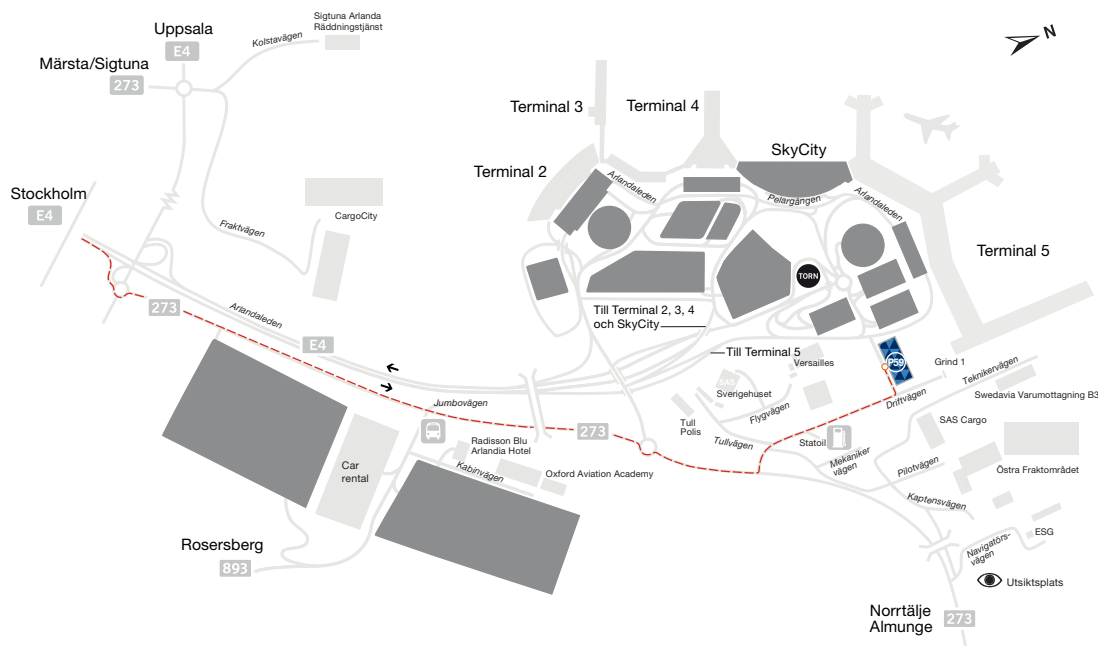 Sigtuna Arlanda
Räddningstjänst
N
Uppsala
E4
Kolstavägen
Märsta/Sigtuna
273
Terminal 3
Terminal 4
SkyCity
Terminal 2
Arlandaleden
Pelargången
Arlandaleden
Stockholm
E4
CargoCity
Fraktvägen
Terminal 5
TORN
273
Arlandaleden
Till Terminal 2, 3, 4
och SkyCity
E4
Till Terminal 5
Versailles
P59
Grind 1
Teknikervägen
SAS
Sverigehuset
Driftvägen
Swedavia Varumottagning B3
Jumbovägen
Flygvägen
Tull
Polis
SAS Cargo
273
Tullvägen
Statoil
Radisson Blu
Arlandia Hotel
Mekaniker
vägen
Pilotvägen
Östra Fraktområdet
Car
rental
Kabinvägen
Oxford Aviation Academy
Kaptensvägen
ESG
Navigatörs-
vägen
Rosersberg
893
Utsiktsplats
Norrtälje
Almunge
273